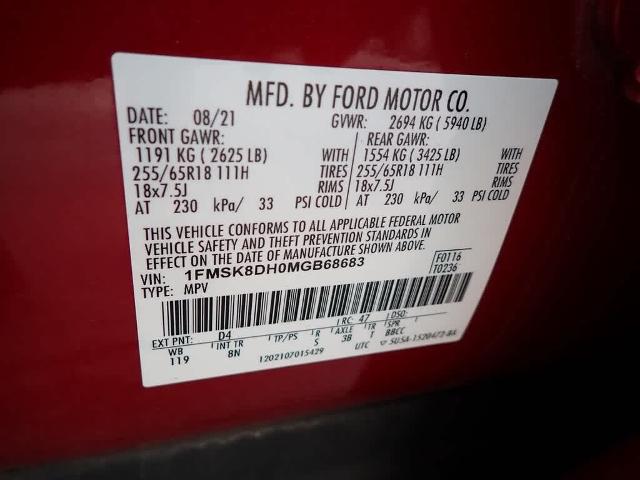 MFD. BY FORD MOTOR CO.
DATE: 08/21 GVWR: 2694 KG ( 5940 LB)
FRONT GAWR: REAR GAWR:
1191 KG ( 2625 LB) WITH 1554 KG ( 3425 LB) WITH
255/65R18 111H TIRES 255/65R18 111H TIRES
18x7.5J RIMS 18x7.5J RIMS
AT 230 kPa/ 33 PSI COLD AT 230 kPa/ 33 PSI COLD
THIS VEHICLE CONFORMS TO ALL APPLICABLE FEDERAL MOTOR
VEHICLE SAFETY AND THEFT PREVENTION STANDARDS IN
EFFECT ON THE DATE OF MANUFACTURE SHOWN ABOVE.
VIN: 1FMSK8DH0MGB68683 F0116
TYPE: MPV T0236
EXT PNT: D4 RC: 47 DSO:
WB INT TR TP/PS R AXLE TR SPR
119 8N S 3B T BBCC
1202107015429 UTC 5U5A-1520472-BA